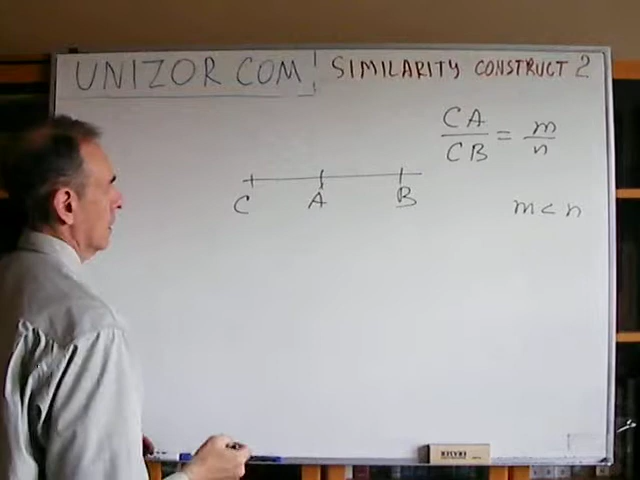 UNIZOR COM! SIMILARITY CONSTRUCT 2
CA/CB = m/n
C A B
m < n